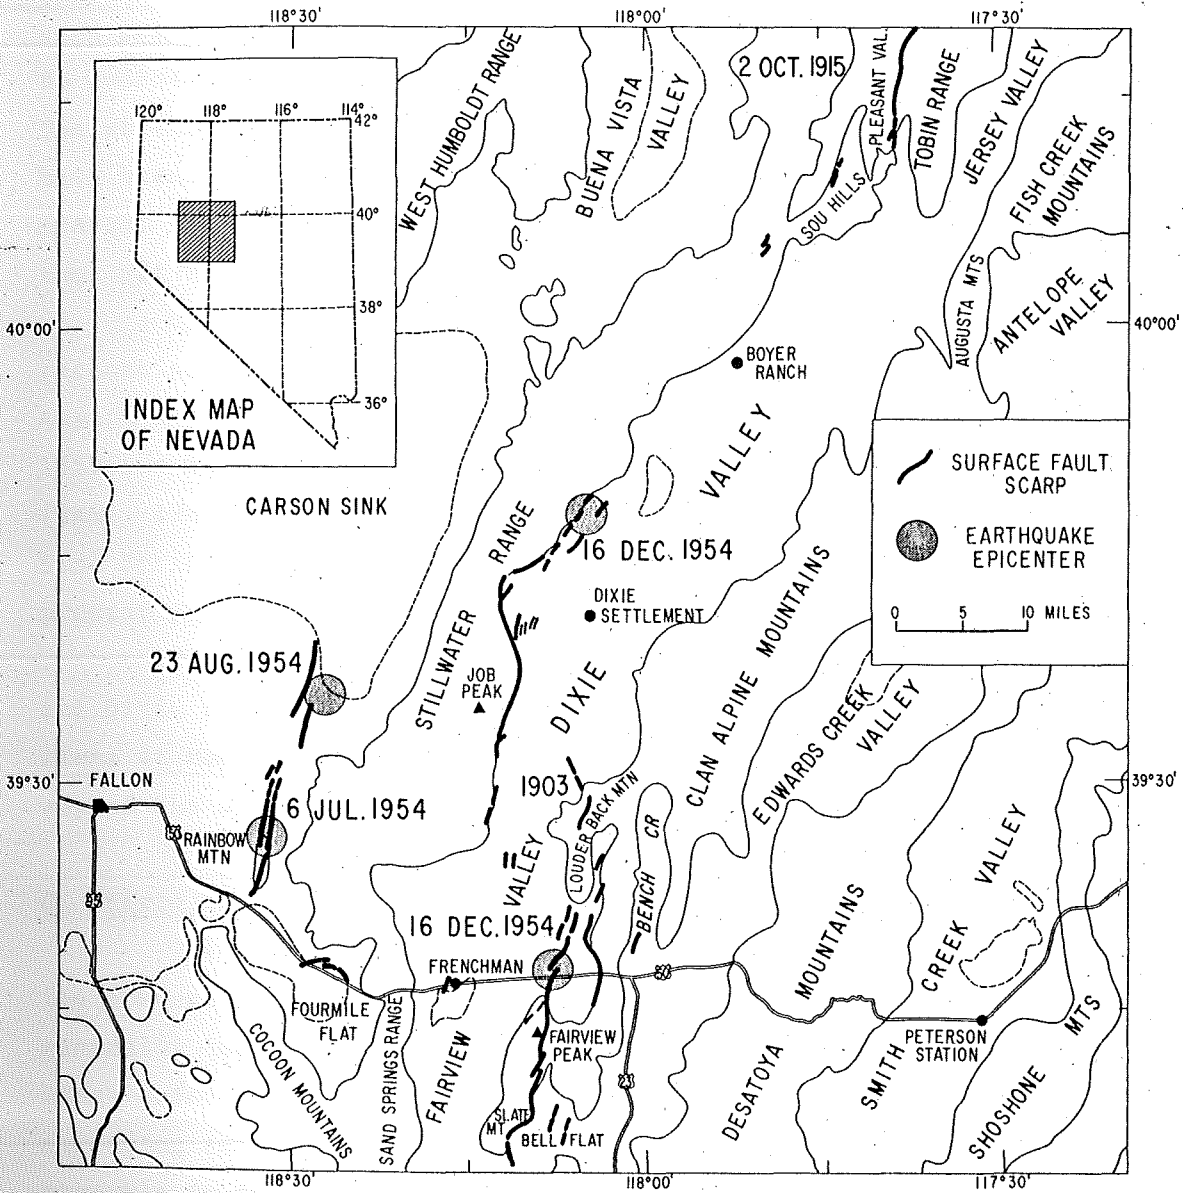 118°30'
118°00'
117°30'
120°
118°
116°
114°
42°
40°
38°
36°
INDEX MAP
OF NEVADA
WEST HUMBOLDT RANGE
BUENA VISTA
VALLEY
2 OCT. 1915
PLEASANT VAL.
TOBIN RANGE
JERSEY VALLEY
FISH CREEK
MOUNTAINS
SOU HILLS
AUGUSTA MTS
ANTELOPE
VALLEY
40°00'
40°00'
BOYER
RANCH
CARSON SINK
SURFACE FAULT
SCARP
EARTHQUAKE
EPICENTER
0 5 10 MILES
STILLWATER RANGE
DIXIE VALLEY
16 DEC. 1954
DIXIE
SETTLEMENT
23 AUG. 1954
JOB
PEAK
CLAN ALPINE MOUNTAINS
EDWARDS CREEK
VALLEY
39°30'
39°30'
FALLON
6 JUL. 1954
RAINBOW
MTN
1903
LOUDER BACK MTN
BENCH CR
50
95
16 DEC. 1954
FRENCHMAN
50
FAIRVIEW VALLEY
FOURMILE
FLAT
COCOON MOUNTAINS
SAND SPRINGS RANGE
FAIRVIEW
PEAK
SLATE
MT
BELL FLAT
23
DESATOYA MOUNTAINS
SMITH CREEK VALLEY
PETERSON
STATION
SHOSHONE MTS
118°30'
118°00'
117°30'